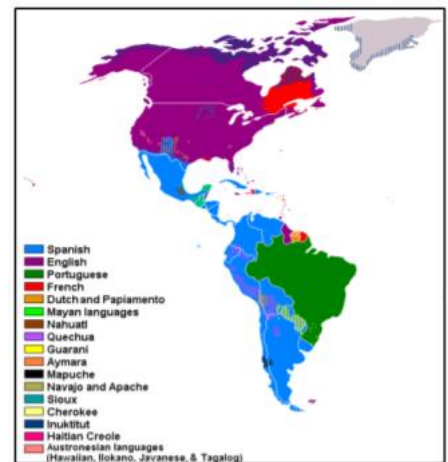 Spanish
English
Portuguese
French
Dutch and Papiamento
Mayan languages
Nahuatl
Quechua
Guarani
Aymara
Mapuche
Navajo and Apache
Sioux
Cherokee
Inuktitut
Haitian Creole
Austronesian languages
(Hawaiian, Ilokano, Javanese, & Tagalog)